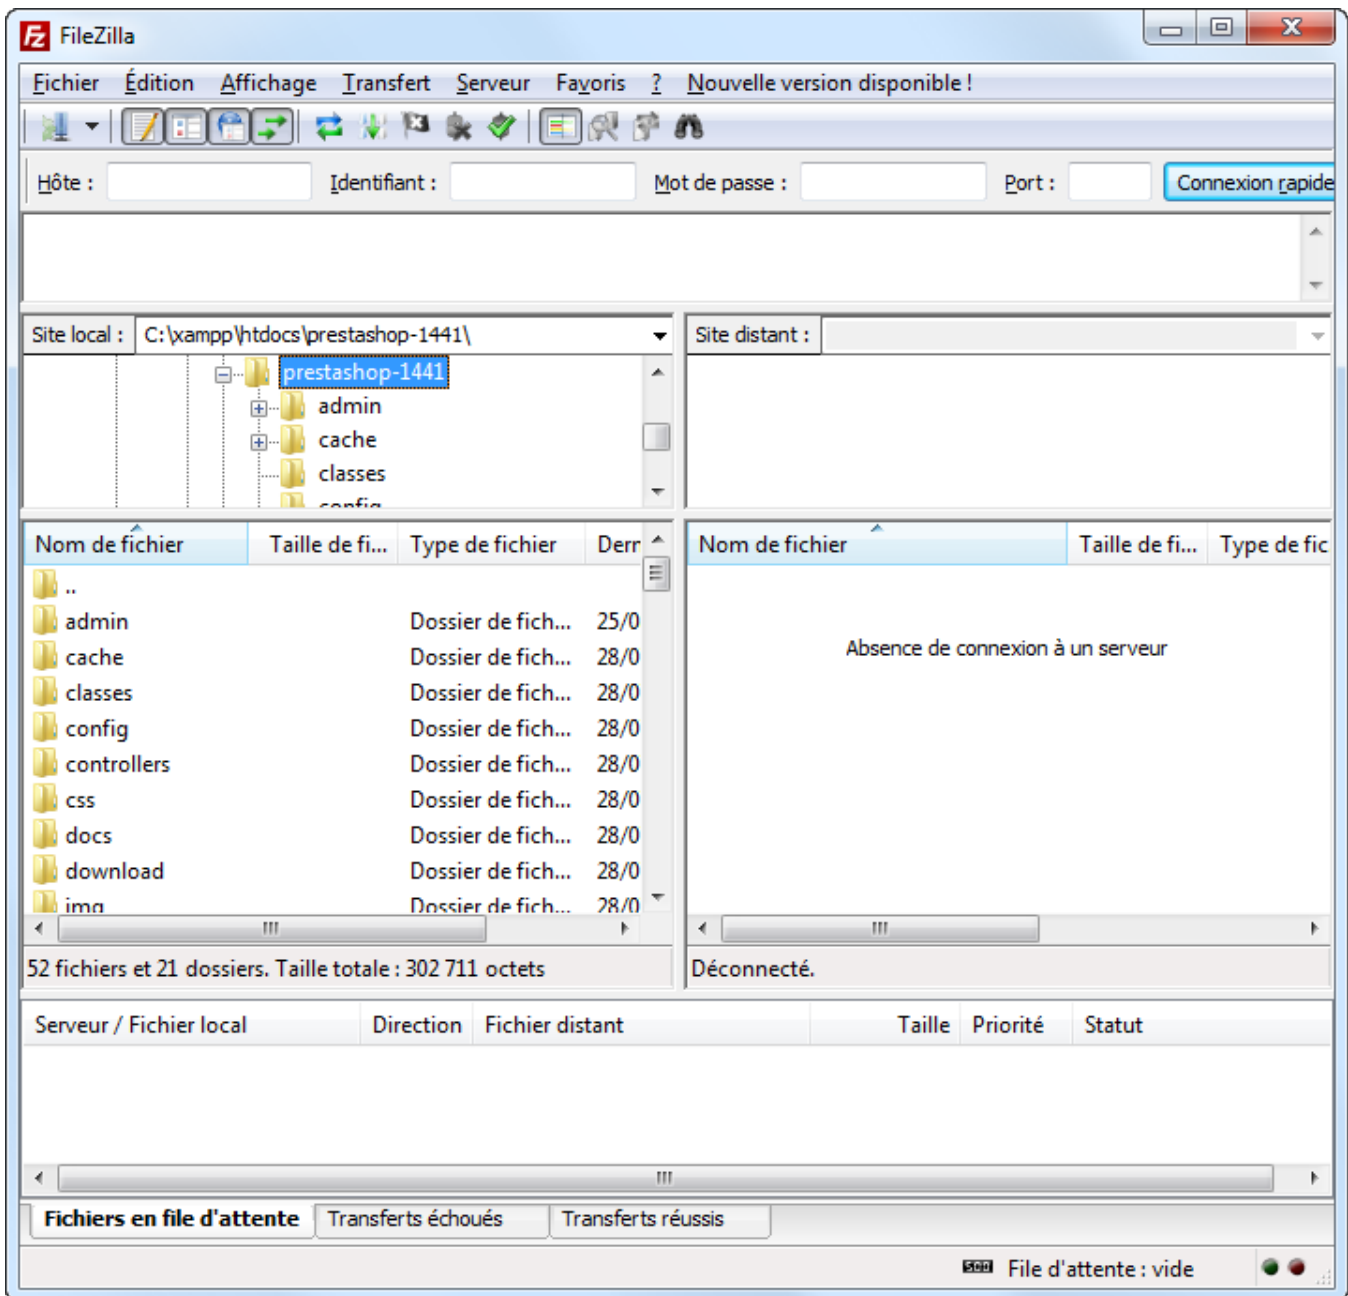 FileZilla
Fichier Édition Affichage Transfert Serveur Favoris ? Nouvelle version disponible !
Hôte : Identifiant : Mot de passe : Port : Connexion rapide
Site local : C:\xampp\htdocs\prestashop-1441\ Site distant :
prestashop-1441
admin
cache
classes
config
Nom de fichier Taille de fi... Type de fichier Derr Nom de fichier Taille de fi... Type de fic
..
admin Dossier de fich... 25/0
cache Dossier de fich... 28/0 Absence de connexion à un serveur
classes Dossier de fich... 28/0
config Dossier de fich... 28/0
controllers Dossier de fich... 28/0
css Dossier de fich... 28/0
docs Dossier de fich... 28/0
download Dossier de fich... 28/0
img Dossier de fich... 28/0
52 fichiers et 21 dossiers. Taille totale : 302 711 octets Déconnecté.
Serveur / Fichier local Direction Fichier distant Taille Priorité Statut
Fichiers en file d'attente Transferts échoués Transferts réussis
File d'attente : vide